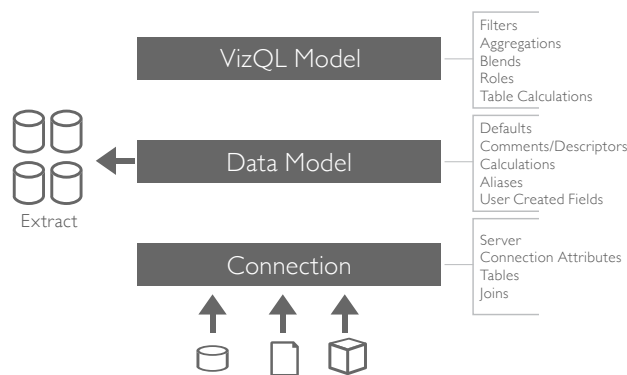 VizQL Model
Filters
Aggregations
Blends
Roles
Table Calculations
Extract
Data Model
Defaults
Comments/Descriptors
Calculations
Aliases
User Created Fields
Connection
Server
Connection Attributes
Tables
Joins